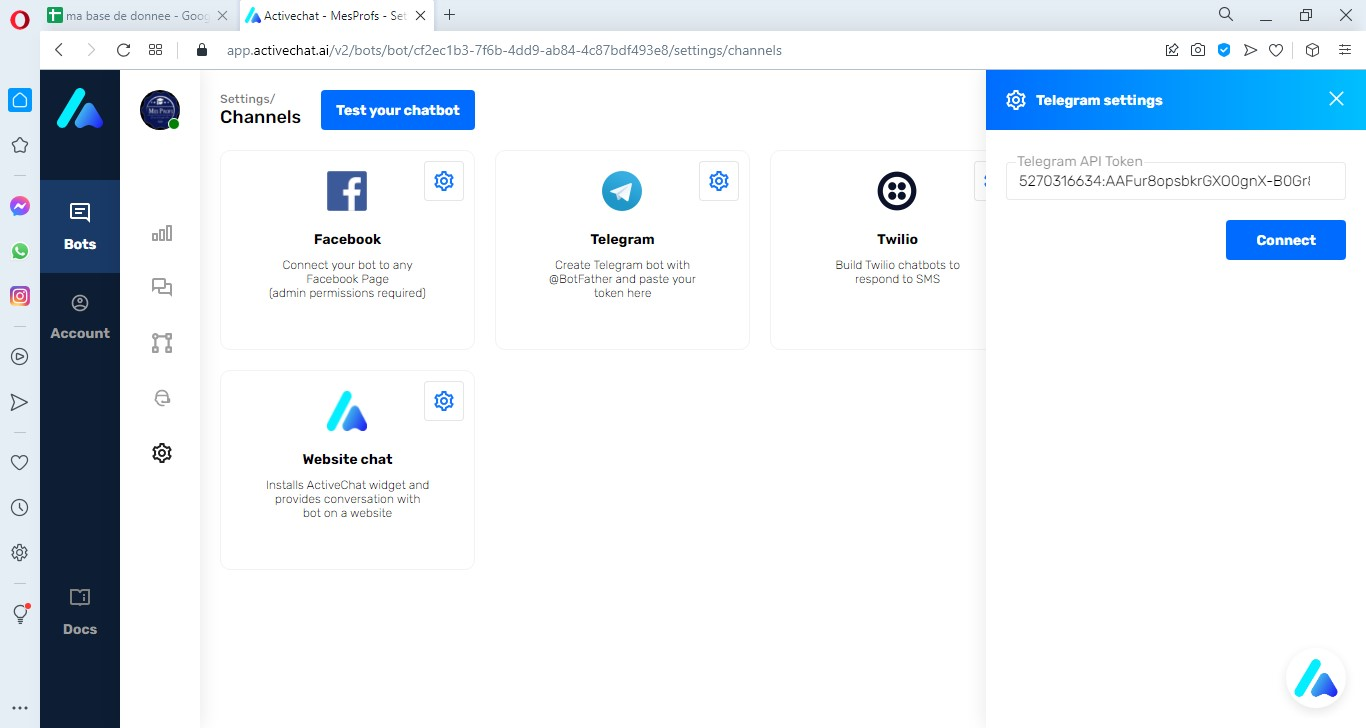 ma base de donnee - Goog
Activechat - MesProfs - Set
app.activechat.ai/v2/bots/bot/cf2ec1b3-7f6b-4dd9-ab84-4c87bdf493e8/settings/channels
Settings/
Channels
Test your chatbot
Telegram settings
Telegram API Token
5270316634:AAFur8opsbkrGXO0gnX-B0Gr8
Connect
Bots
Account
Docs
Facebook
Connect your bot to any
Facebook Page
(admin permissions required)
Telegram
Create Telegram bot with
@BotFather and paste your
token here
Twilio
Build Twilio chatbots to
respond to SMS
Website chat
Installs ActiveChat widget and
provides conversation with
bot on a website